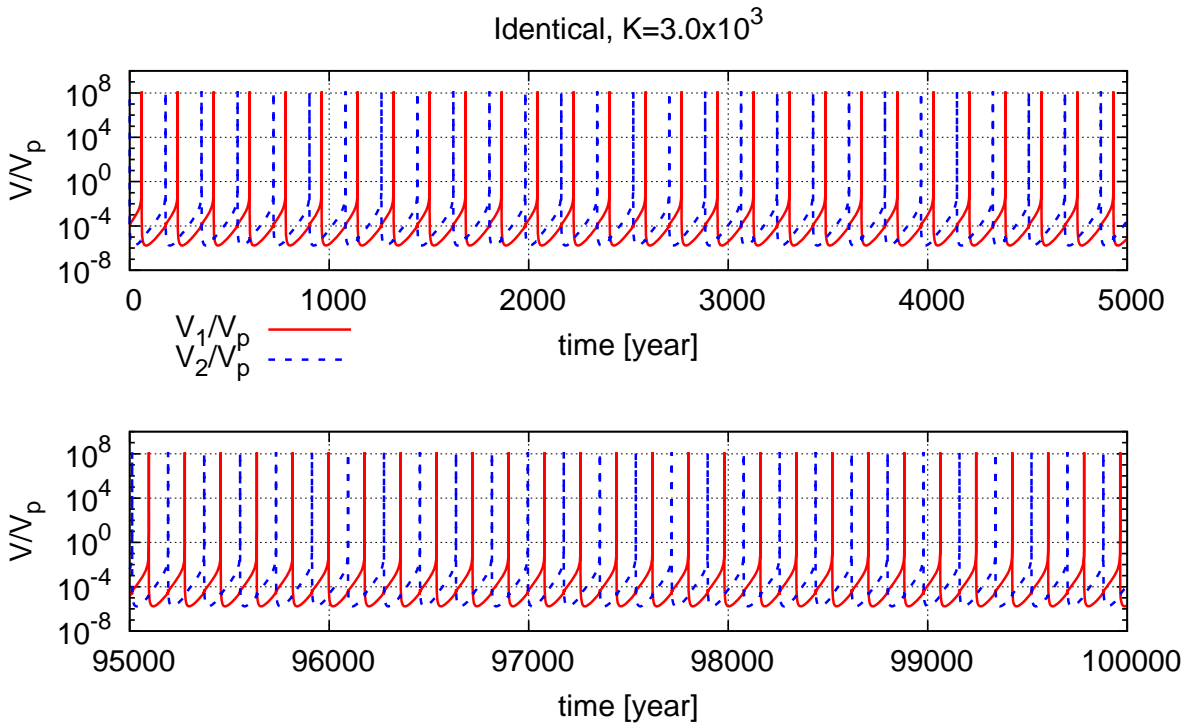 Identical, K=3.0x10³
10⁸
10⁴
V/Vₚ
10⁰
10⁻⁴
10⁻⁸
0 1000 2000 3000 4000 5000
V₁/Vₚ
time [year]
V₂/Vₚ
10⁸
10⁴
V/Vₚ
10⁰
10⁻⁴
10⁻⁸
95000 96000 97000 98000 99000 100000
time [year]